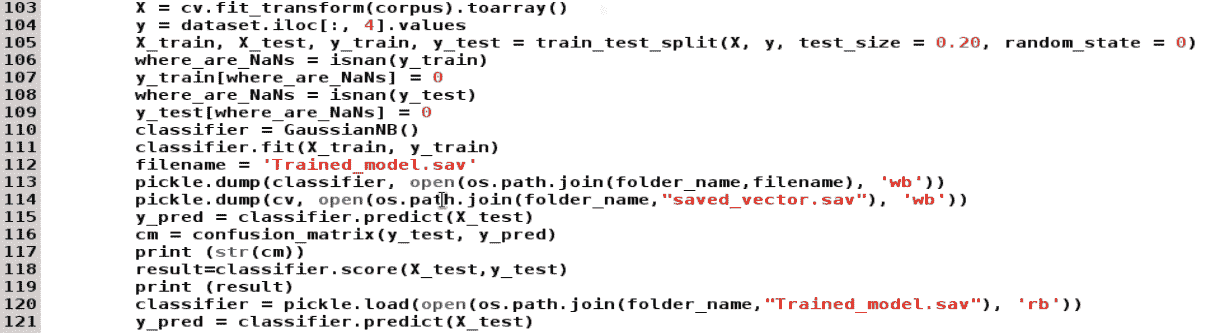 103 X = cv.fit_transform(corpus).toarray()
104 y = dataset.iloc[:, 4].values
105 X_train, X_test, y_train, y_test = train_test_split(X, y, test_size = 0.20, random_state = 0)
106 where_are_NaNs = isnan(y_train)
107 y_train[where_are_NaNs] = 0
108 where_are_NaNs = isnan(y_test)
109 y_test[where_are_NaNs] = 0
110 classifier = GaussianNB()
111 classifier.fit(X_train, y_train)
112 filename = 'Trained_model.sav'
113 pickle.dump(classifier, open(os.path.join(folder_name,filename), 'wb'))
114 pickle.dump(cv, open(os.path.join(folder_name,"saved_vector.sav"), 'wb'))
115 y_pred = classifier.predict(X_test)
116 cm = confusion_matrix(y_test, y_pred)
117 print (str(cm))
118 result=classifier.score(X_test,y_test)
119 print (result)
120 classifier = pickle.load(open(os.path.join(folder_name,"Trained_model.sav"), 'rb'))
121 y_pred = classifier.predict(X_test)